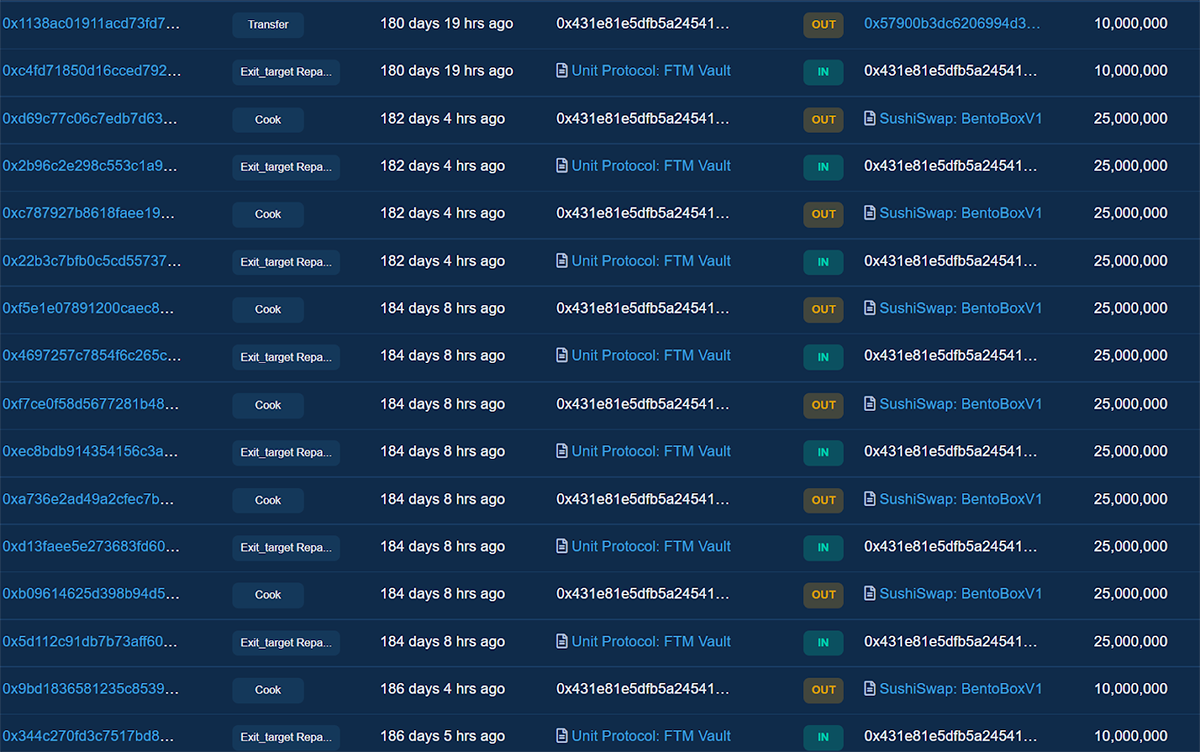 0x1138ac01911acd73fd7... Transfer 180 days 19 hrs ago 0x431e81e5dfb5a24541... OUT 0x57900b3dc6206994d3... 10,000,000
0xc4fd71850d16cced792... Exit_target Repa... 180 days 19 hrs ago Unit Protocol: FTM Vault IN 0x431e81e5dfb5a24541... 10,000,000
0xd69c77c06c7edb7d63... Cook 182 days 4 hrs ago 0x431e81e5dfb5a24541... OUT SushiSwap: BentoBoxV1 25,000,000
0x2b96c2e298c553c1a9... Exit_target Repa... 182 days 4 hrs ago Unit Protocol: FTM Vault IN 0x431e81e5dfb5a24541... 25,000,000
0xc787927b8618faee19... Cook 182 days 4 hrs ago 0x431e81e5dfb5a24541... OUT SushiSwap: BentoBoxV1 25,000,000
0x22b3c7bfb0c5cd55737... Exit_target Repa... 182 days 4 hrs ago Unit Protocol: FTM Vault IN 0x431e81e5dfb5a24541... 25,000,000
0xf5e1e07891200caec8... Cook 184 days 8 hrs ago 0x431e81e5dfb5a24541... OUT SushiSwap: BentoBoxV1 25,000,000
0x4697257c7854f6c265c... Exit_target Repa... 184 days 8 hrs ago Unit Protocol: FTM Vault IN 0x431e81e5dfb5a24541... 25,000,000
0xf7ce0f58d5677281b48... Cook 184 days 8 hrs ago 0x431e81e5dfb5a24541... OUT SushiSwap: BentoBoxV1 25,000,000
0xec8bdb914354156c3a... Exit_target Repa... 184 days 8 hrs ago Unit Protocol: FTM Vault IN 0x431e81e5dfb5a24541... 25,000,000
0xa736e2ad49a2cfec7b... Cook 184 days 8 hrs ago 0x431e81e5dfb5a24541... OUT SushiSwap: BentoBoxV1 25,000,000
0xd13faee5e273683fd60... Exit_target Repa... 184 days 8 hrs ago Unit Protocol: FTM Vault IN 0x431e81e5dfb5a24541... 25,000,000
0xb09614625d398b94d5... Cook 184 days 8 hrs ago 0x431e81e5dfb5a24541... OUT SushiSwap: BentoBoxV1 25,000,000
0x5d112c91db7b73aff60... Exit_target Repa... 184 days 8 hrs ago Unit Protocol: FTM Vault IN 0x431e81e5dfb5a24541... 25,000,000
0x9bd1836581235c8539... Cook 186 days 4 hrs ago 0x431e81e5dfb5a24541... OUT SushiSwap: BentoBoxV1 10,000,000
0x344c270fd3c7517bd8... Exit_target Repa... 186 days 5 hrs ago Unit Protocol: FTM Vault IN 0x431e81e5dfb5a24541... 10,000,000